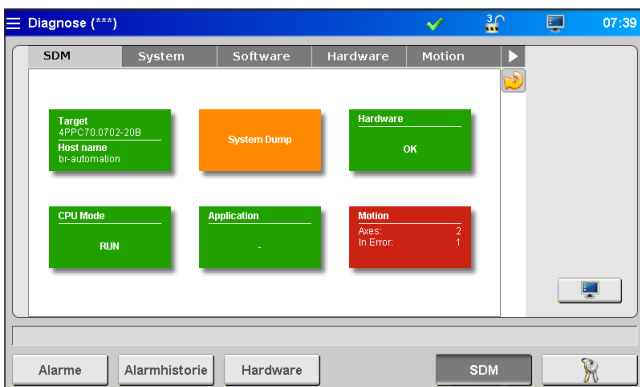 Diagnose (***)
3
07:39
SDM
System
Software
Hardware
Motion
Target
4PPC70.0702-20B
Host name
br-automation
System Dump
Hardware
OK
CPU Mode
RUN
Application
-
Motion
Axes: 2
In Error: 1
Alarme
Alarmhistorie
Hardware
SDM